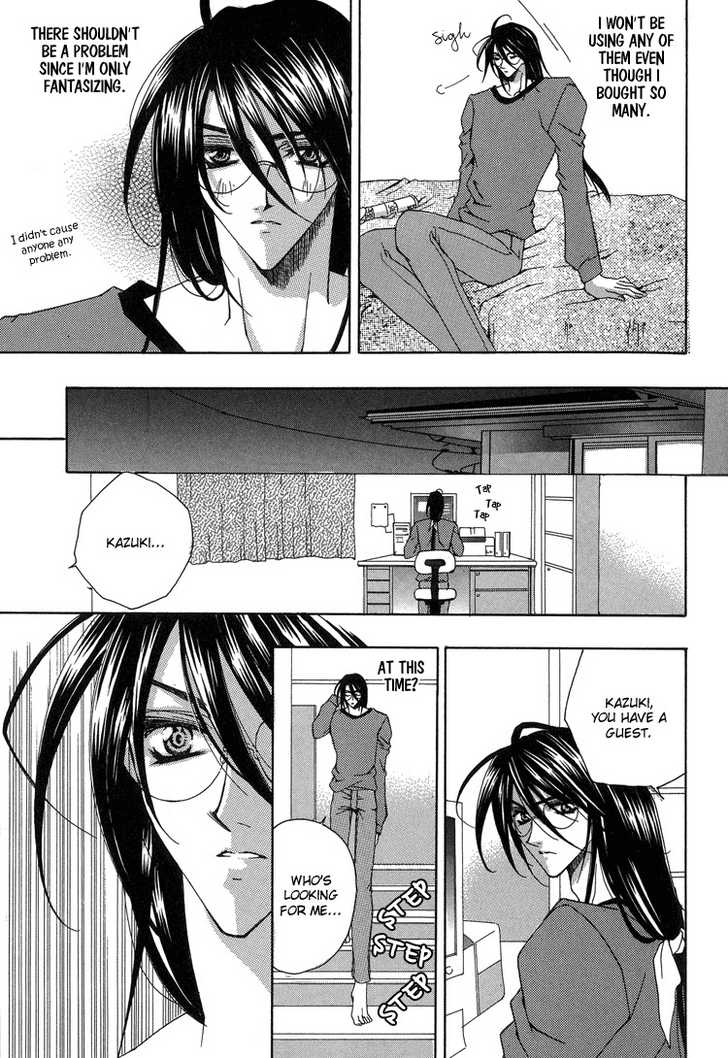 I WON'T BE
USING ANY OF
THEM EVEN
THOUGH I
BOUGHT SO
MANY.
sigh
THERE SHOULDN'T
BE A PROBLEM
SINCE I'M ONLY
FANTASIZING.
I didn't cause
anyone any
problem.
Tap
Tap
Tap
KAZUKI...
KAZUKI,
YOU HAVE
A GUEST.
AT THIS
TIME?
WHO'S
LOOKING
FOR ME...
STEP
STEP
STEP